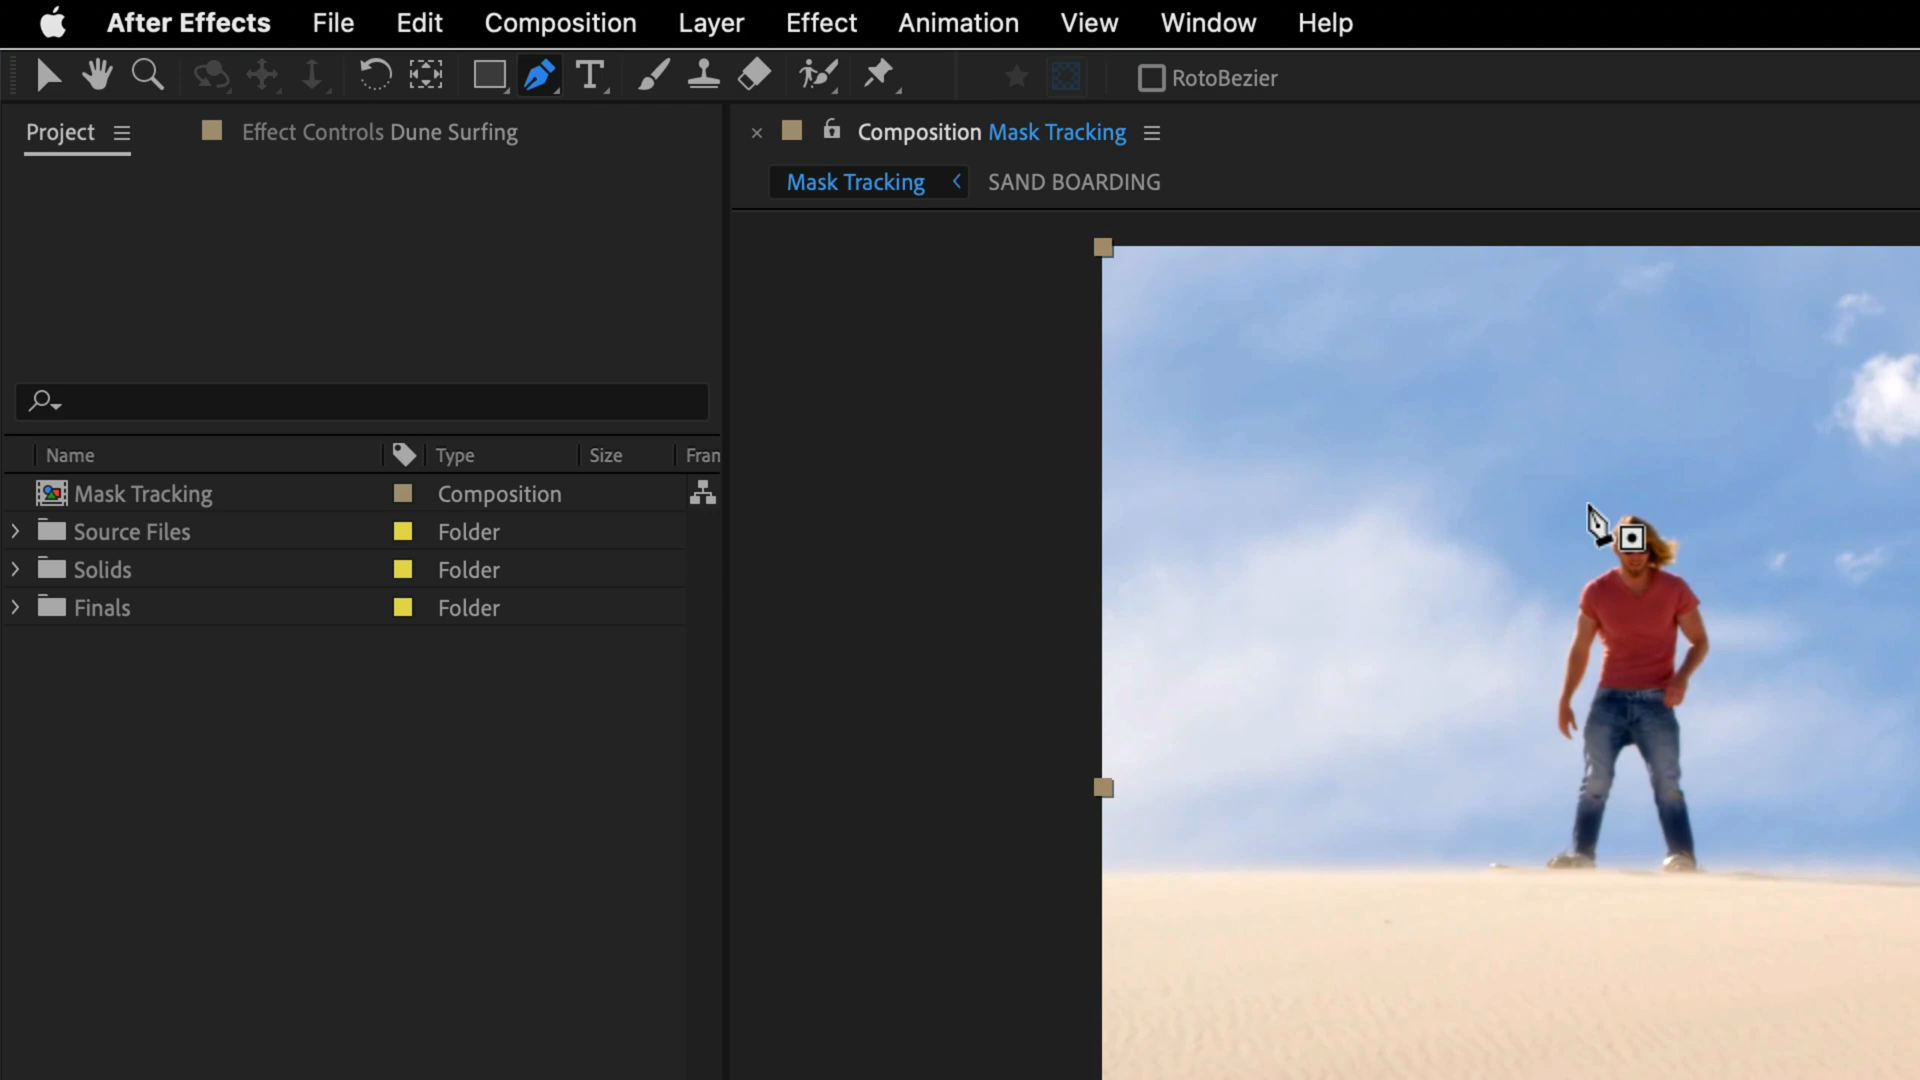 After Effects File Edit Composition Layer Effect Animation View Window Help
RotoBezier
Project Effect Controls Dune Surfing
Composition Mask Tracking
Mask Tracking SAND BOARDING
Name Type Size Fran
Mask Tracking Composition
Source Files Folder
Solids Folder
Finals Folder